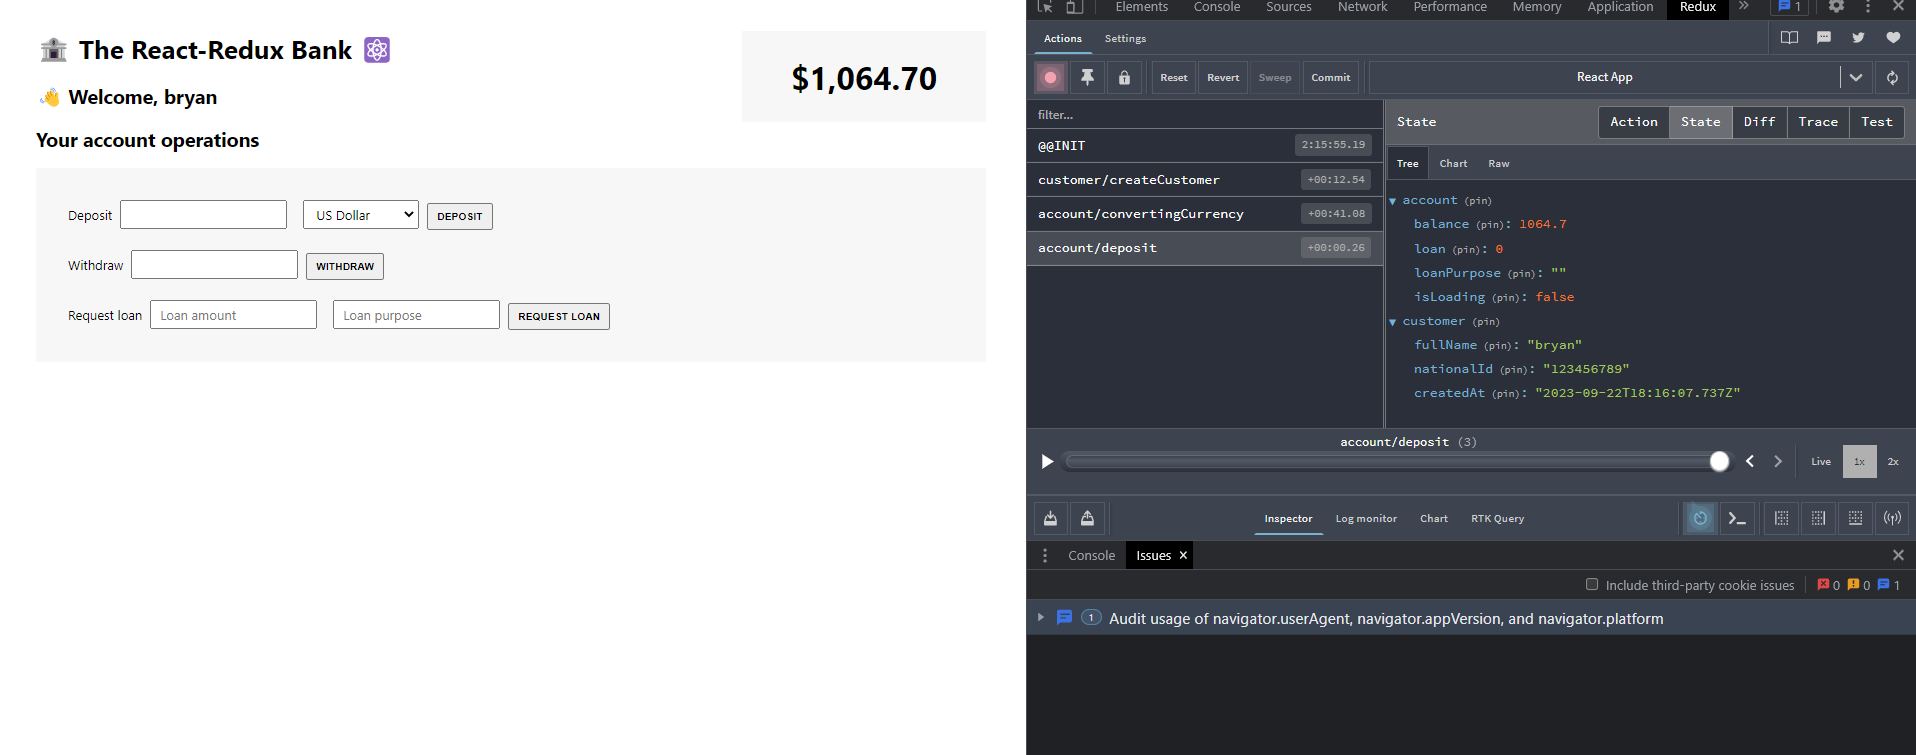 The React-Redux Bank
$1,064.70
Welcome, bryan
Your account operations
Deposit US Dollar DEPOSIT
Withdraw WITHDRAW
Request loan Loan amount Loan purpose REQUEST LOAN
Elements Console Sources Network Performance Memory Application Redux » 1
Actions Settings
Reset Revert Sweep Commit React App
filter...
@@INIT 2:15:55.19
customer/createCustomer +00:12.54
account/convertingCurrency +00:41.08
account/deposit +00:00.26
State Action State Diff Trace Test
Tree Chart Raw
account (pin)
balance (pin): 1064.7
loan (pin): 0
loanPurpose (pin): ""
isLoading (pin): false
customer (pin)
fullName (pin): "bryan"
nationalId (pin): "123456789"
createdAt (pin): "2023-09-22T18:16:07.737Z"
account/deposit (3)
Live 1x 2x
Inspector Log monitor Chart RTK Query
Console Issues
Include third-party cookie issues 0 0 1
1 Audit usage of navigator.userAgent, navigator.appVersion, and navigator.platform